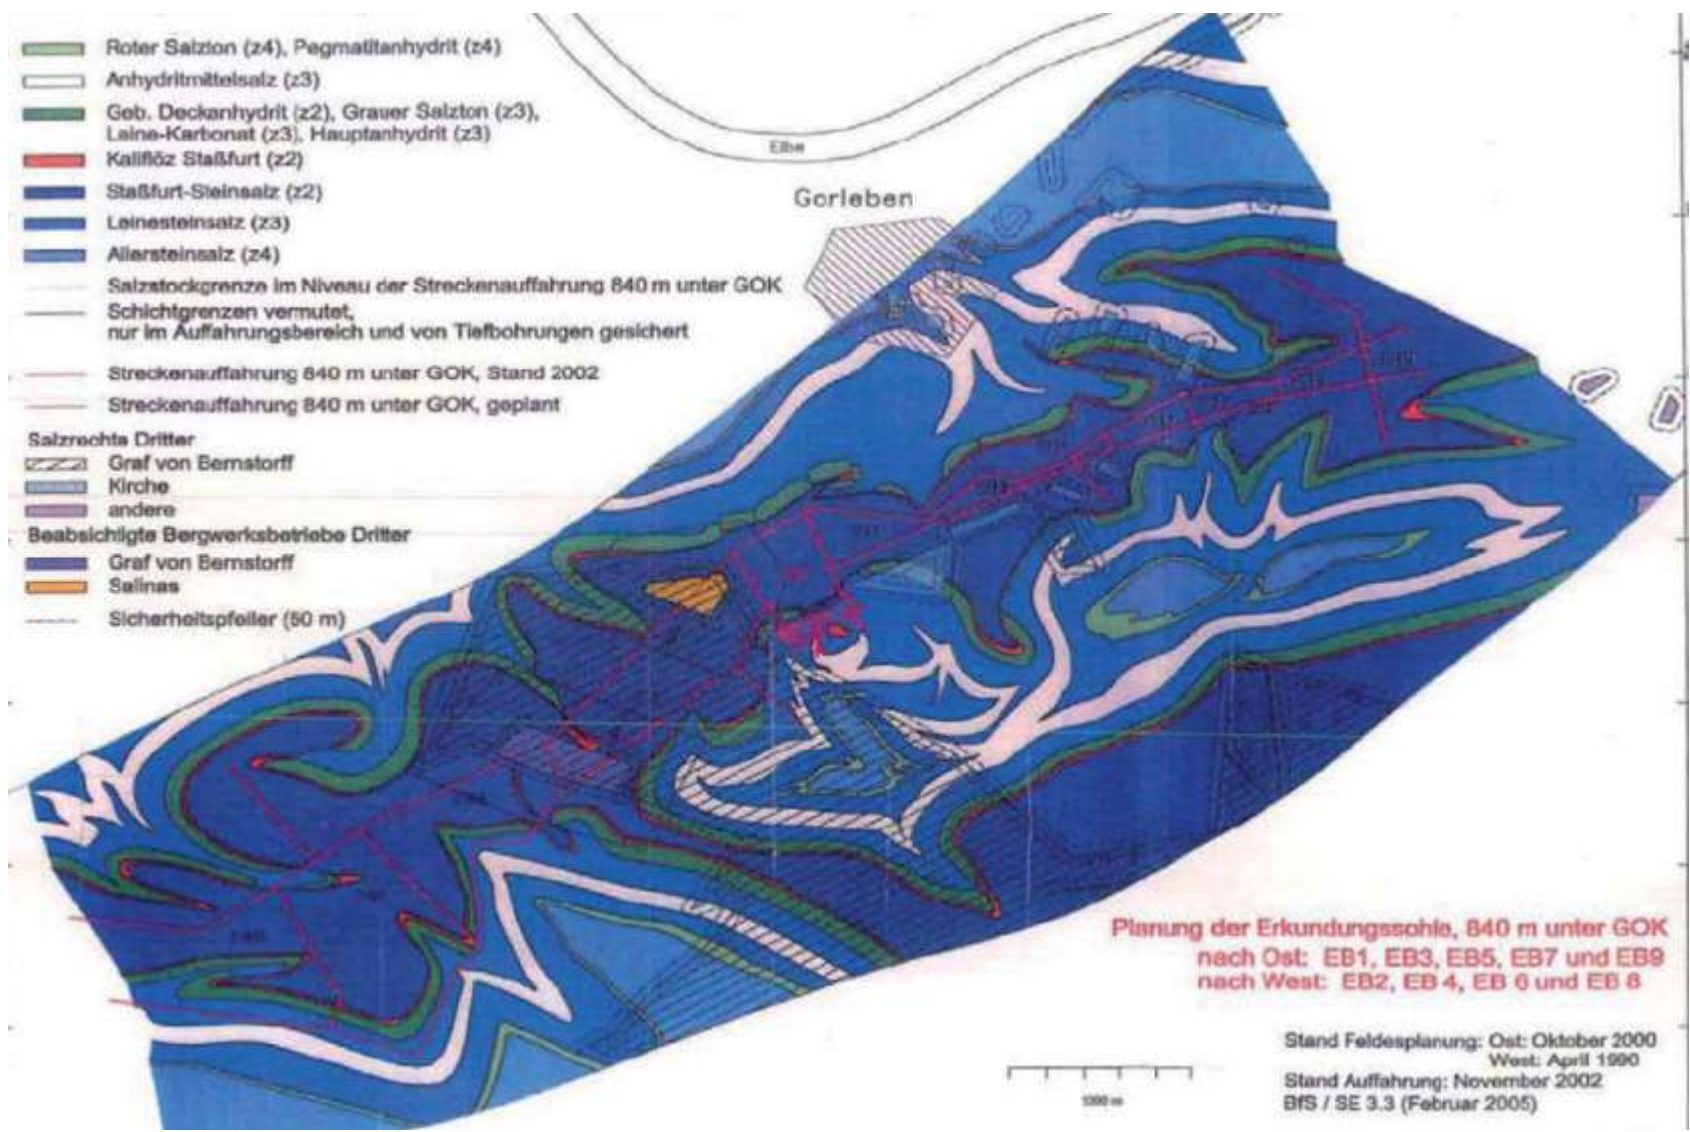 Roter Salzton (z4), Pegmatitanhydrit (z4)
Anhydritmittelsalz (z3)
Geb. Deckanhydrit (z2), Grauer Salzton (z3),
Leine-Karbonat (z3), Hauptanhydrit (z3)
Kaliflöz Staßfurt (z2)
Staßfurt-Steinsalz (z2)
Leinesteinsalz (z3)
Allersteinsalz (z4)
Salzstockgrenze im Niveau der Streckenauffahrung 840 m unter GOK
Schichtgrenzen vermutet,
nur im Auffahrungsbereich und von Tiefbohrungen gesichert
Streckenauffahrung 840 m unter GOK, Stand 2002
Streckenauffahrung 840 m unter GOK, geplant
Salzrechte Dritter
Graf von Bernstorff
Kirche
andere
Beabsichtigte Bergwerksbetriebe Dritter
Graf von Bernstorff
Salinas
Sicherheitspfeiler (50 m)
Elbe
Gorleben
Planung der Erkundungssohle, 840 m unter GOK
nach Ost: EB1, EB3, EB5, EB7 und EB9
nach West: EB2, EB 4, EB 6 und EB 8
Stand Feldesplanung: Ost: Oktober 2000
West: April 1990
Stand Auffahrung: November 2002
BfS / SE 3.3 (Februar 2005)
1000 m